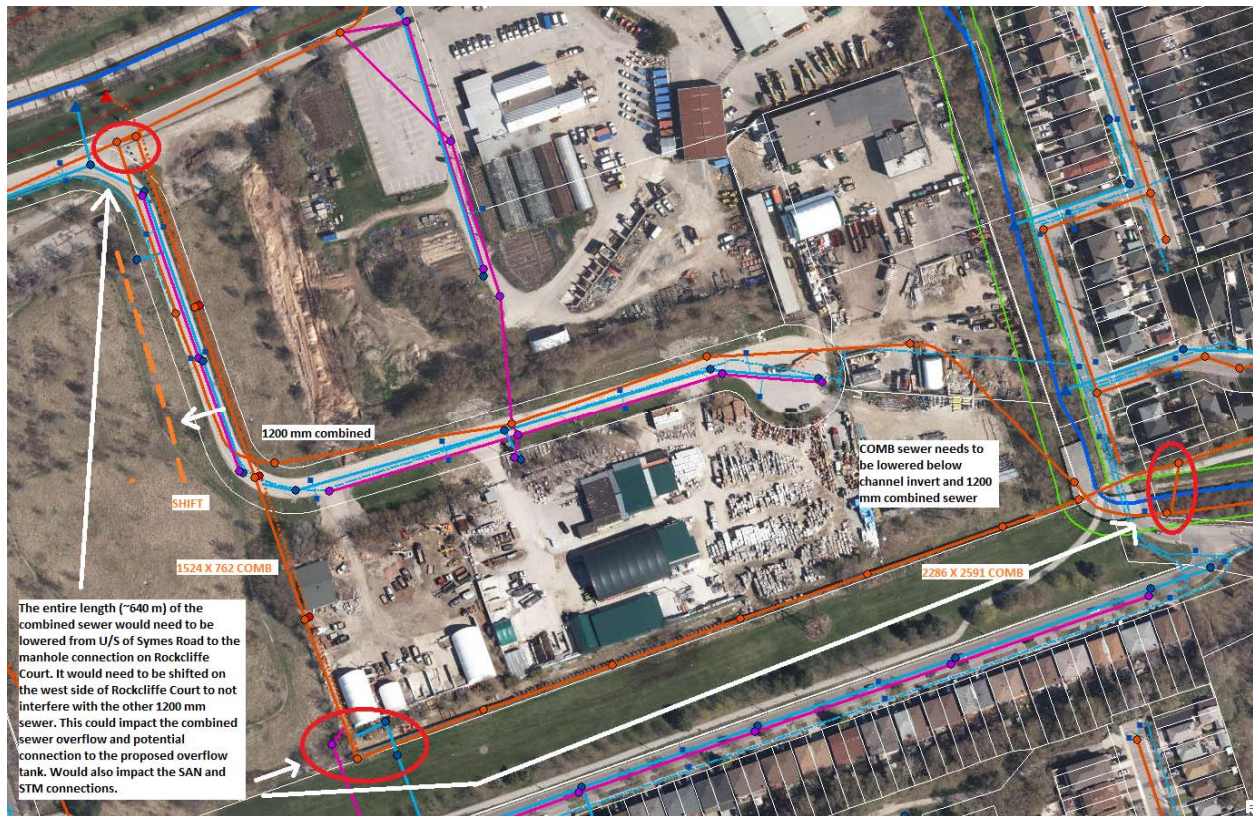 1200 mm combined
COMB sewer needs to
be lowered below
channel invert and 1200
mm combined sewer
SHIFT
1524 X 762 COMB
2286 X 2591 COMB
The entire length (~640 m) of the
combined sewer would need to be
lowered from U/S of Symes Road to the
manhole connection on Rockcliffe
Court. It would need to be shifted on
the west side of Rockcliffe Court to not
interfere with the other 1200 mm
sewer. This could impact the combined
sewer overflow and potential
connection to the proposed overflow
tank. Would also impact the SAN and
STM connections.